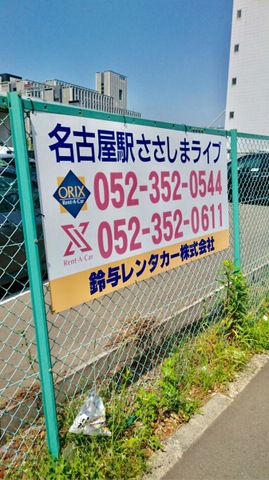 名古屋駅ささしまライブ
ORIX
Rent-A-Car
052-352-0544
X
Rent A Car
052-352-0611
鈴与レンタカー株式会社